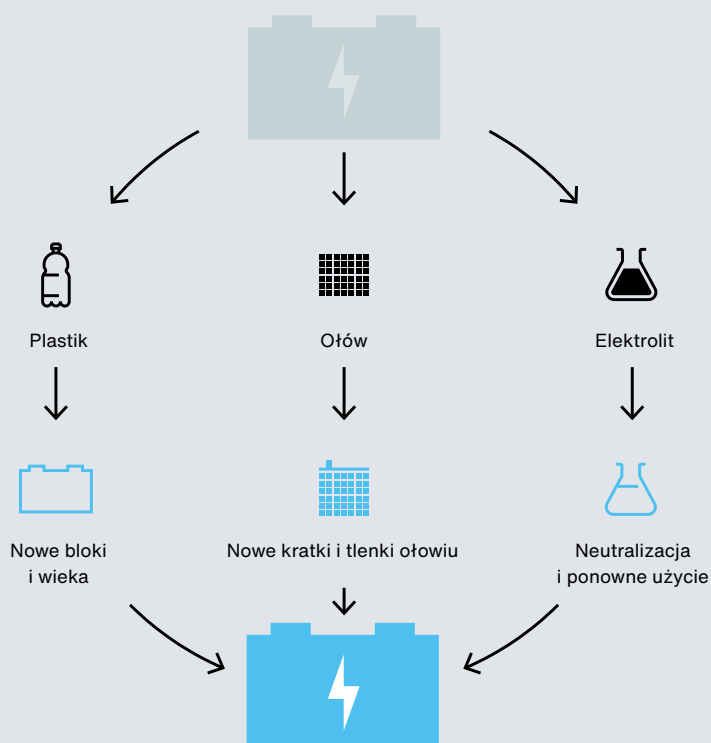 Plastik
Ołów
Elektrolit
Nowe bloki
i wieka
Nowe kratki i tlenki ołowiu
Neutralizacja
i ponowne użycie